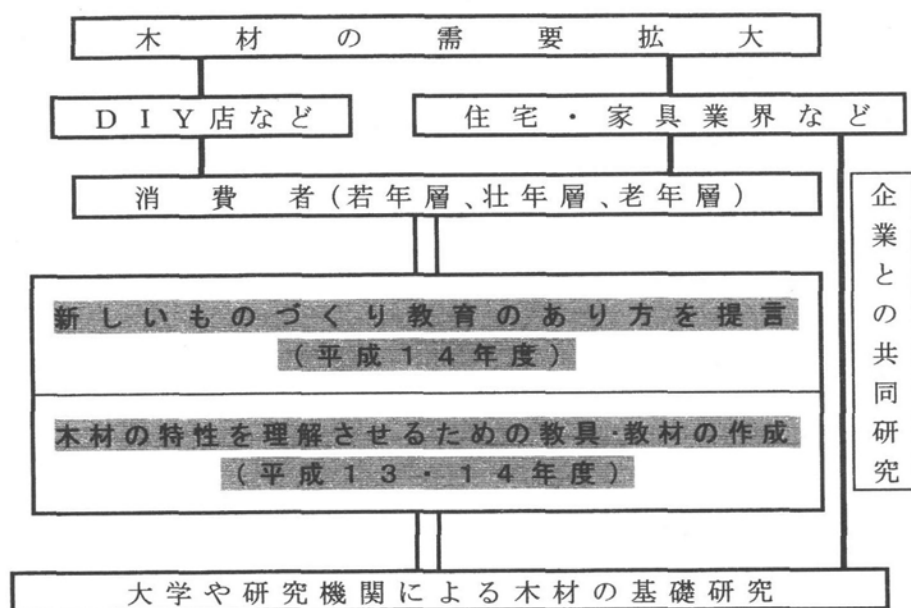 木材の需要拡大
DIY店など
住宅・家具業界など
消費者(若年層、壮年層、老年層)
企業との共同研究
新しいものづくり教育のあり方を提言
(平成14年度)
木材の特性を理解させるための教具・教材の作成
(平成13・14年度)
大学や研究機関による木材の基礎研究